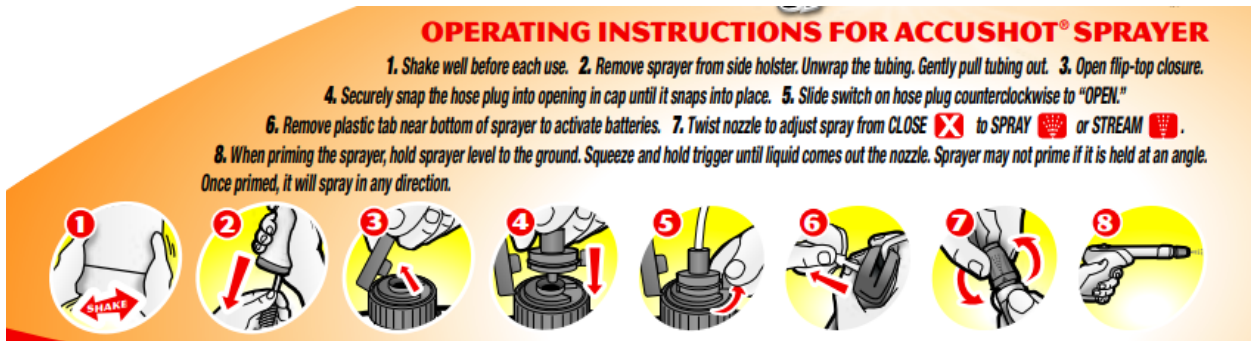 OPERATING INSTRUCTIONS FOR ACCUSHOT® SPRAYER
1. Shake well before each use. 2. Remove sprayer from side holster. Unwrap the tubing. Gently pull tubing out. 3. Open flip-top closure.
4. Securely snap the hose plug into opening in cap until it snaps into place. 5. Slide switch on hose plug counterclockwise to “OPEN.”
6. Remove plastic tab near bottom of sprayer to activate batteries. 7. Twist nozzle to adjust spray from CLOSE X to SPRAY or STREAM .
8. When priming the sprayer, hold sprayer level to the ground. Squeeze and hold trigger until liquid comes out the nozzle. Sprayer may not prime if it is held at an angle.
Once primed, it will spray in any direction.
1 2 3 4 5 6 7 8
SHAKE